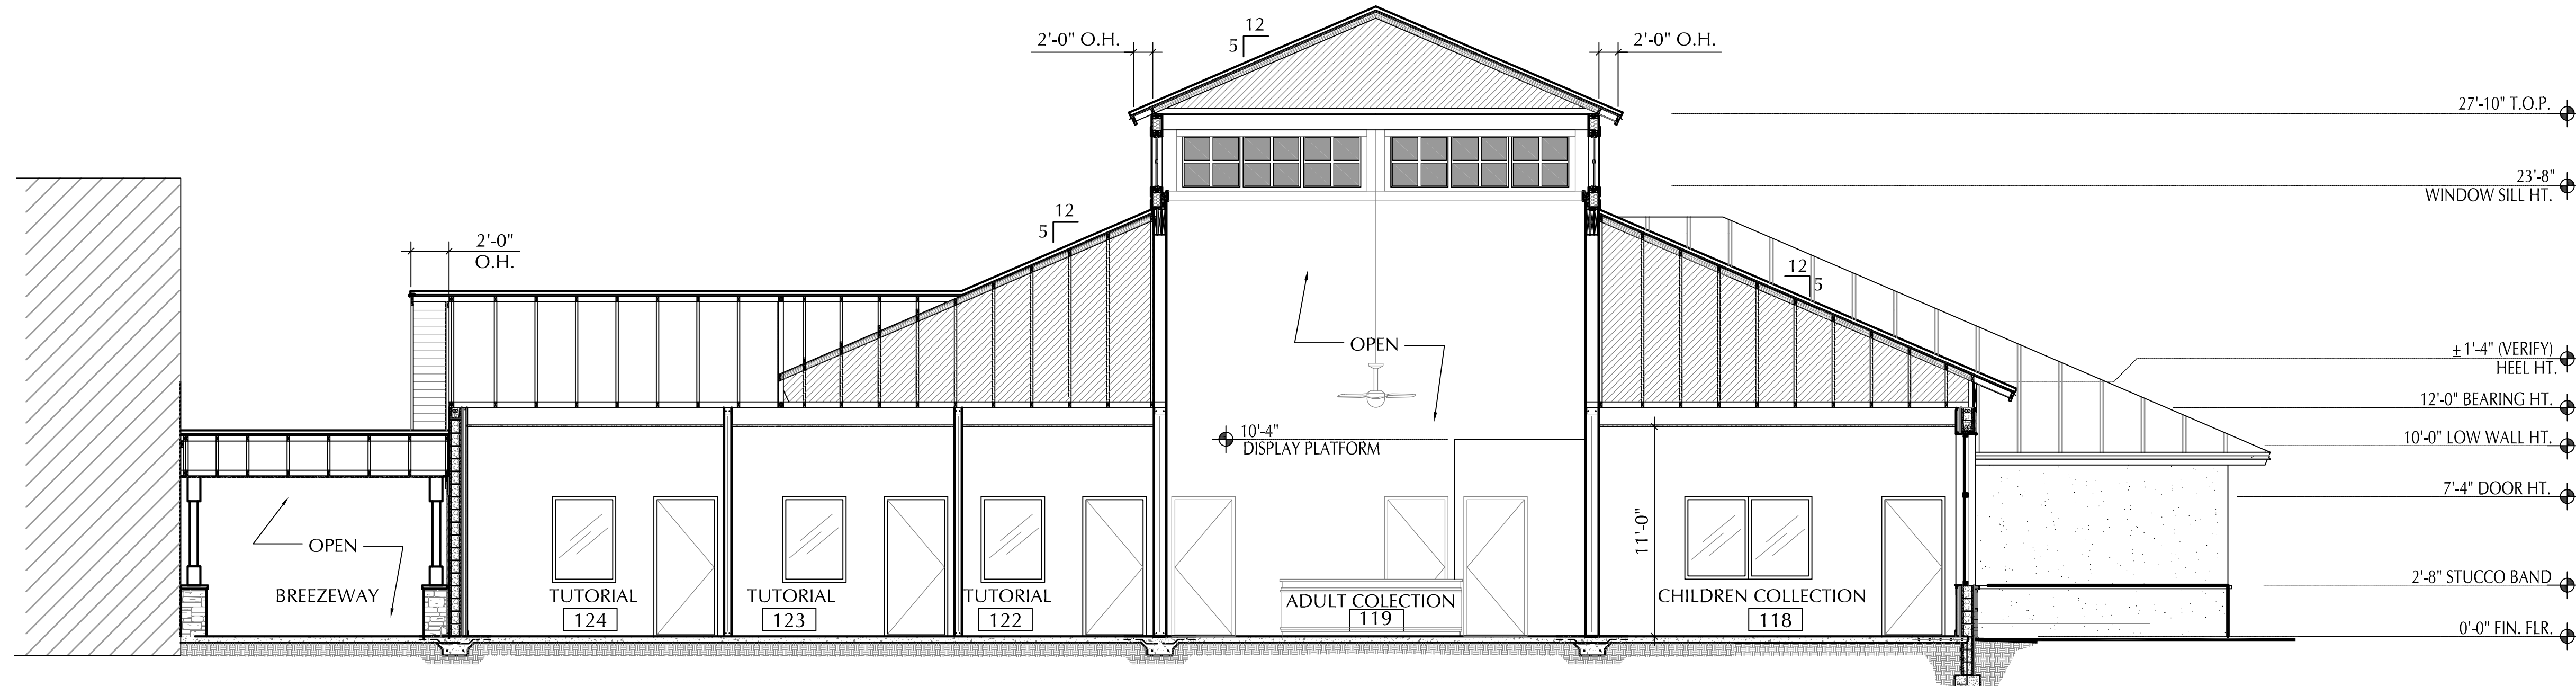 2'-0" O.H.
12
5
2'-0" O.H.
27'-10" T.O.P.
23'-8"
WINDOW SILL HT.
12
5
2'-0"
O.H.
12
5
OPEN
±1'-4" (VERIFY)
HEEL HT.
12'-0" BEARING HT.
10'-4"
DISPLAY PLATFORM
10'-0" LOW WALL HT.
7'-4" DOOR HT.
11'-0"
OPEN
2'-8" STUCCO BAND
BREEZEWAY
TUTORIAL
124
TUTORIAL
123
TUTORIAL
122
ADULT COLECTION
119
CHILDREN COLLECTION
118
0'-0" FIN. FLR.